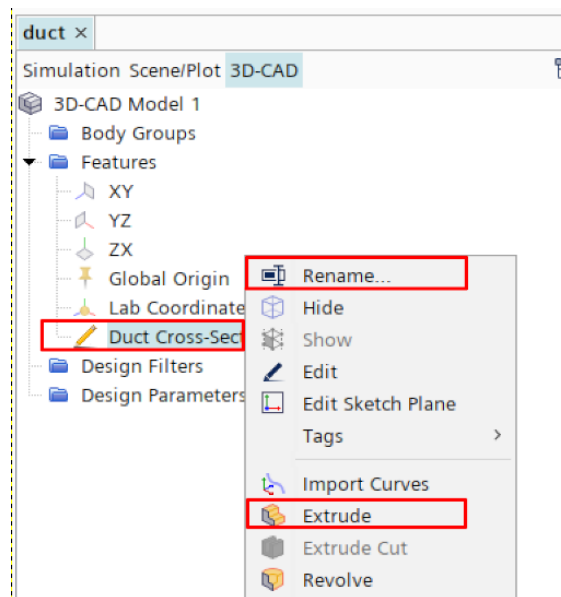 duct ×
Simulation Scene/Plot 3D-CAD
3D-CAD Model 1
Body Groups
Features
XY
YZ
ZX
Global Origin
Lab Coordinate
Duct Cross-Sect
Design Filters
Design Parameters
Rename...
Hide
Show
Edit
Edit Sketch Plane
Tags >
Import Curves
Extrude
Extrude Cut
Revolve